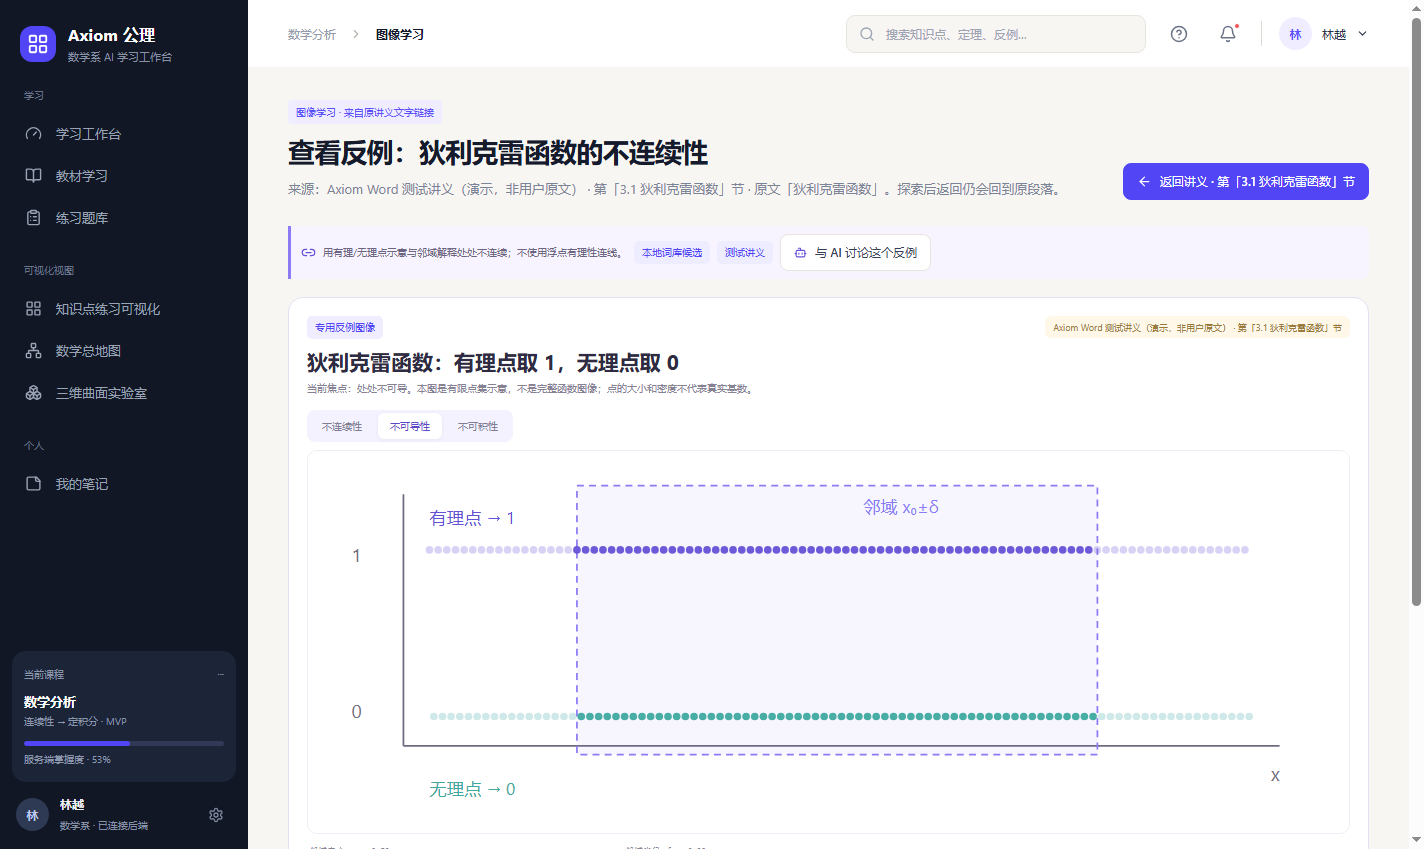 Axiom 公理
数学系 AI 学习工作台
学习
学习工作台
教材学习
练习题库
可视化视图
知识点练习可视化
数学总地图
三维曲面实验室
个人
我的笔记
当前课程
数学分析
连续性 → 定积分 · MVP
服务端掌握度 · 53%
林
林越
数学系 · 已连接后端
数学分析 > 图像学习
搜索知识点、定理、反例...
林 林越
图像学习 · 来自原讲义文字链接
查看反例：狄利克雷函数的不连续性
来源：Axiom Word 测试讲义（演示，非用户原文） · 第「3.1 狄利克雷函数」节 · 原文「狄利克雷函数」。探索后返回仍会回到原段落。
← 返回讲义 · 第「3.1 狄利克雷函数」节
用有理/无理点示意与邻域解释处处不连续；不使用浮点有理性连线。 本地词库候选 测试讲义 与 AI 讨论这个反例
专用反例图像
Axiom Word 测试讲义（演示，非用户原文） · 第「3.1 狄利克雷函数」节
狄利克雷函数：有理点取 1，无理点取 0
当前焦点：处处不可导。本图是有限点集示意，不是完整函数图像；点的大小和密度不代表真实基数。
不连续性 不可导性 不可积性
邻域 x₀±δ
有理点 → 1
1
0
x
无理点 → 0